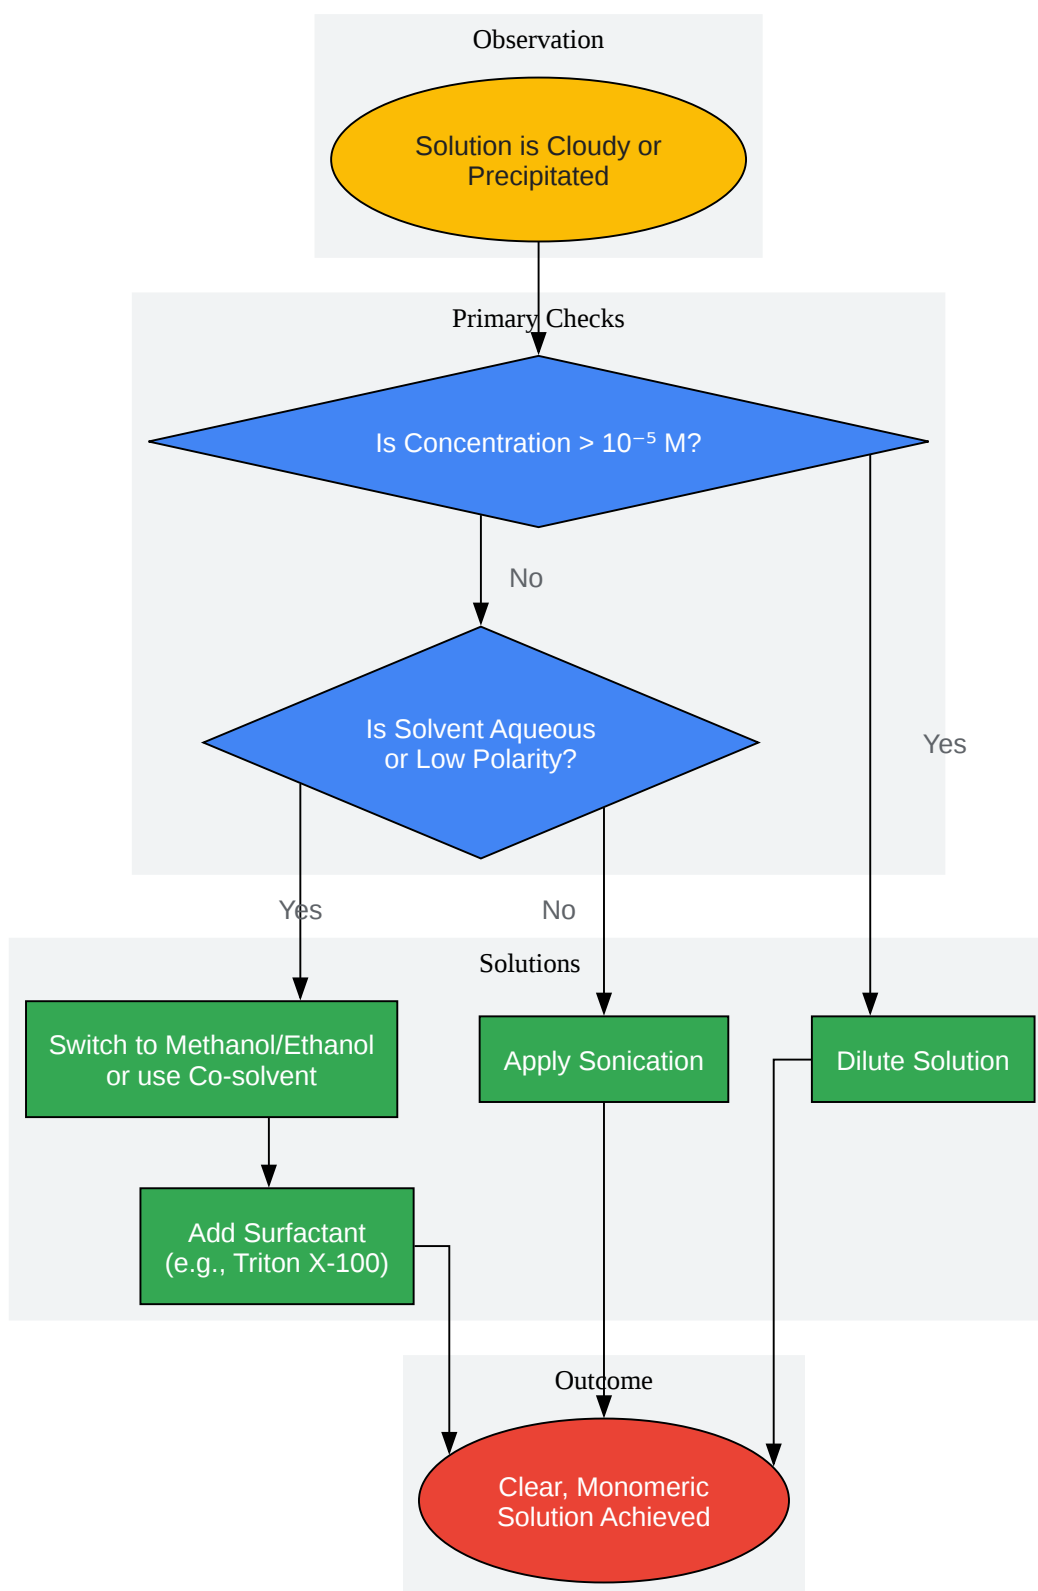 Observation
Solution is Cloudy or
Precipitated
Primary Checks
Is Concentration > 10⁻⁵ M?
No
Is Solvent Aqueous
or Low Polarity?
Yes
Yes
No
Solutions
Switch to Methanol/Ethanol
or use Co-solvent
Apply Sonication
Dilute Solution
Add Surfactant
(e.g., Triton X-100)
Outcome
Clear, Monomeric
Solution Achieved